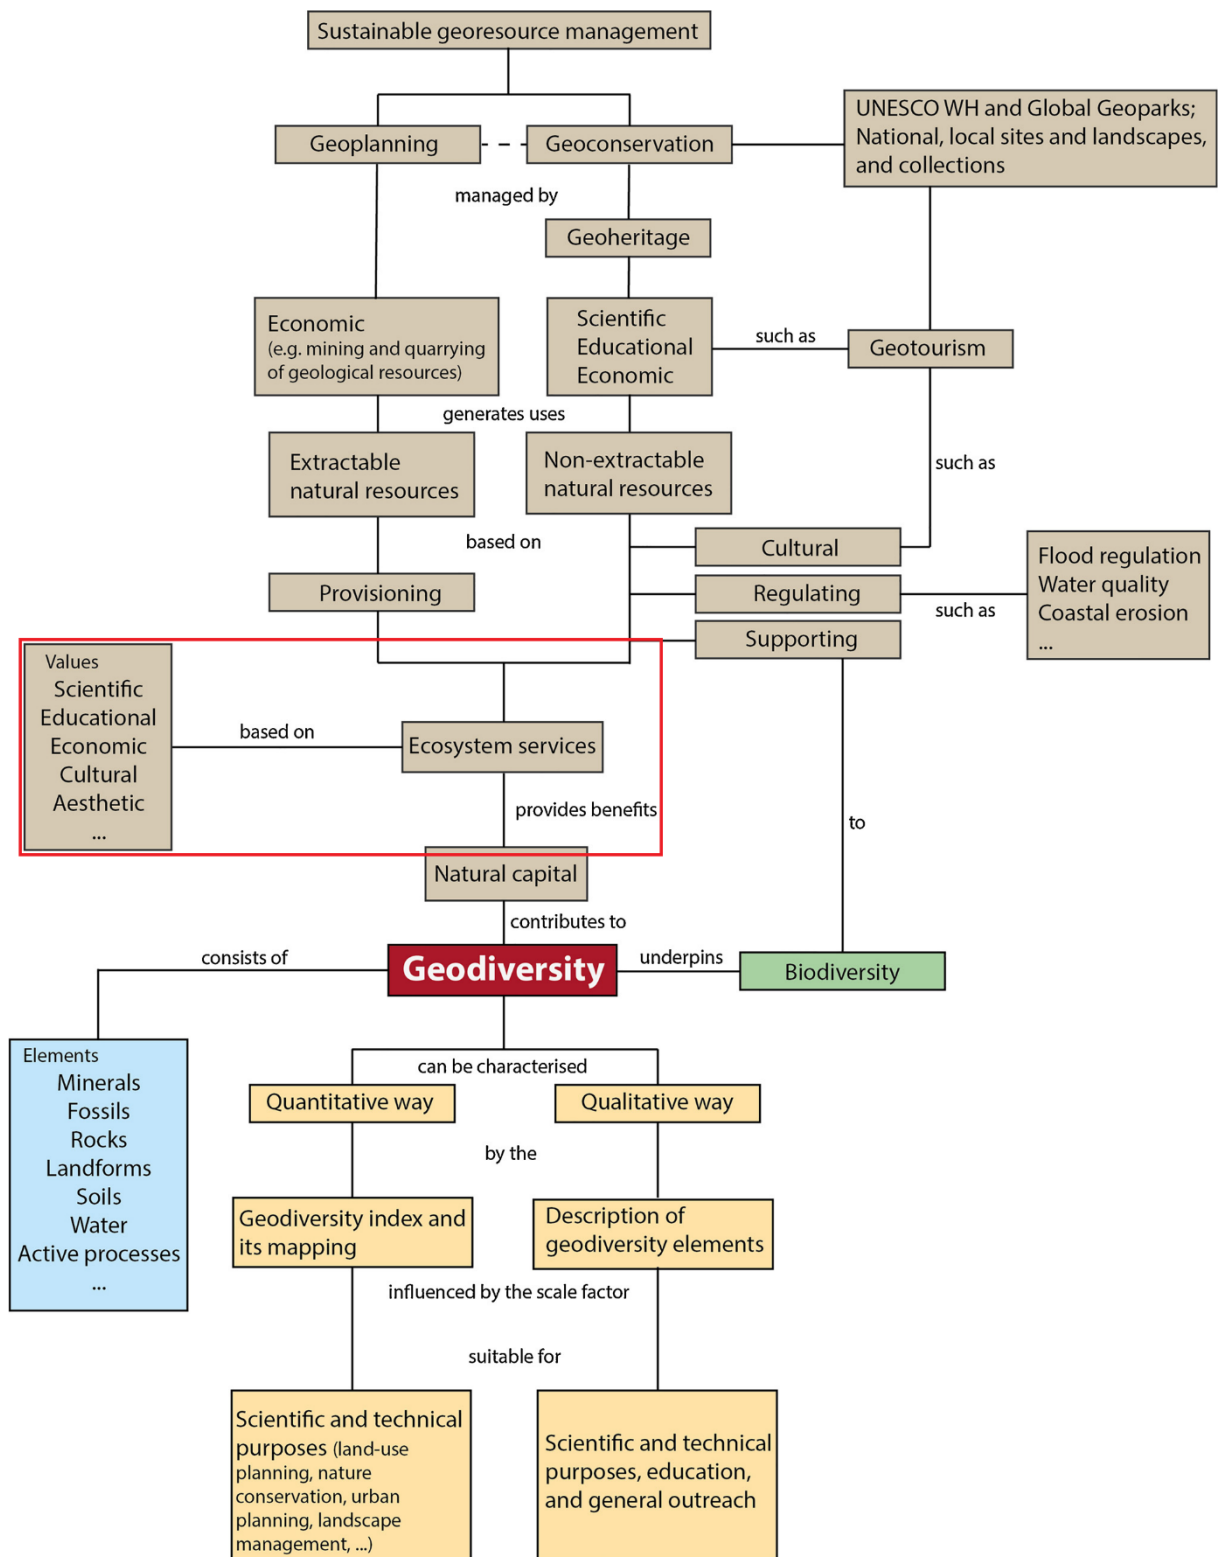 Sustainable georesource management
Geoplanning
Geoconservation
UNESCO WH and Global Geoparks;
National, local sites and landscapes,
and collections
managed by
Geoheritage
Economic
(e.g. mining and quarrying
of geological resources)
Scientific
Educational
Economic
such as
Geotourism
generates uses
Extractable
natural resources
Non-extractable
natural resources
such as
based on
Cultural
Provisioning
Regulating
such as
Flood regulation
Water quality
Coastal erosion
...
Supporting
Values
Scientific
Educational
Economic
Cultural
Aesthetic
...
based on
Ecosystem services
provides benefits
to
Natural capital
contributes to
consists of
Geodiversity
underpins
Biodiversity
Elements
Minerals
Fossils
Rocks
Landforms
Soils
Water
Active processes
...
can be characterised
Quantitative way
Qualitative way
by the
Geodiversity index and
its mapping
Description of
geodiversity elements
influenced by the scale factor
suitable for
Scientific and technical
purposes (land-use
planning, nature
conservation, urban
planning, landscape
management, ...)
Scientific and technical
purposes, education,
and general outreach